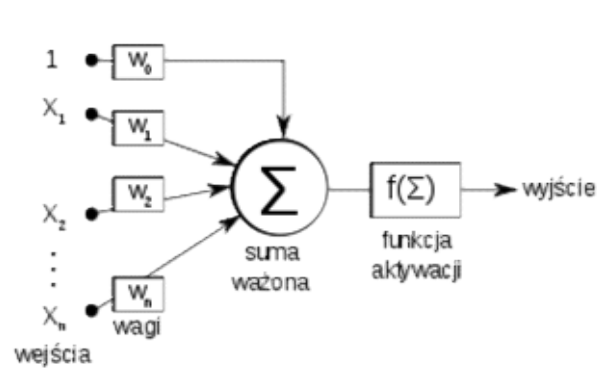 1 W₀
X₁ W₁
X₂ W₂
⋮
Xₙ Wₙ
wejścia
wagi
Σ
suma
ważona
f(Σ)
funkcja
aktywacji
wyjście